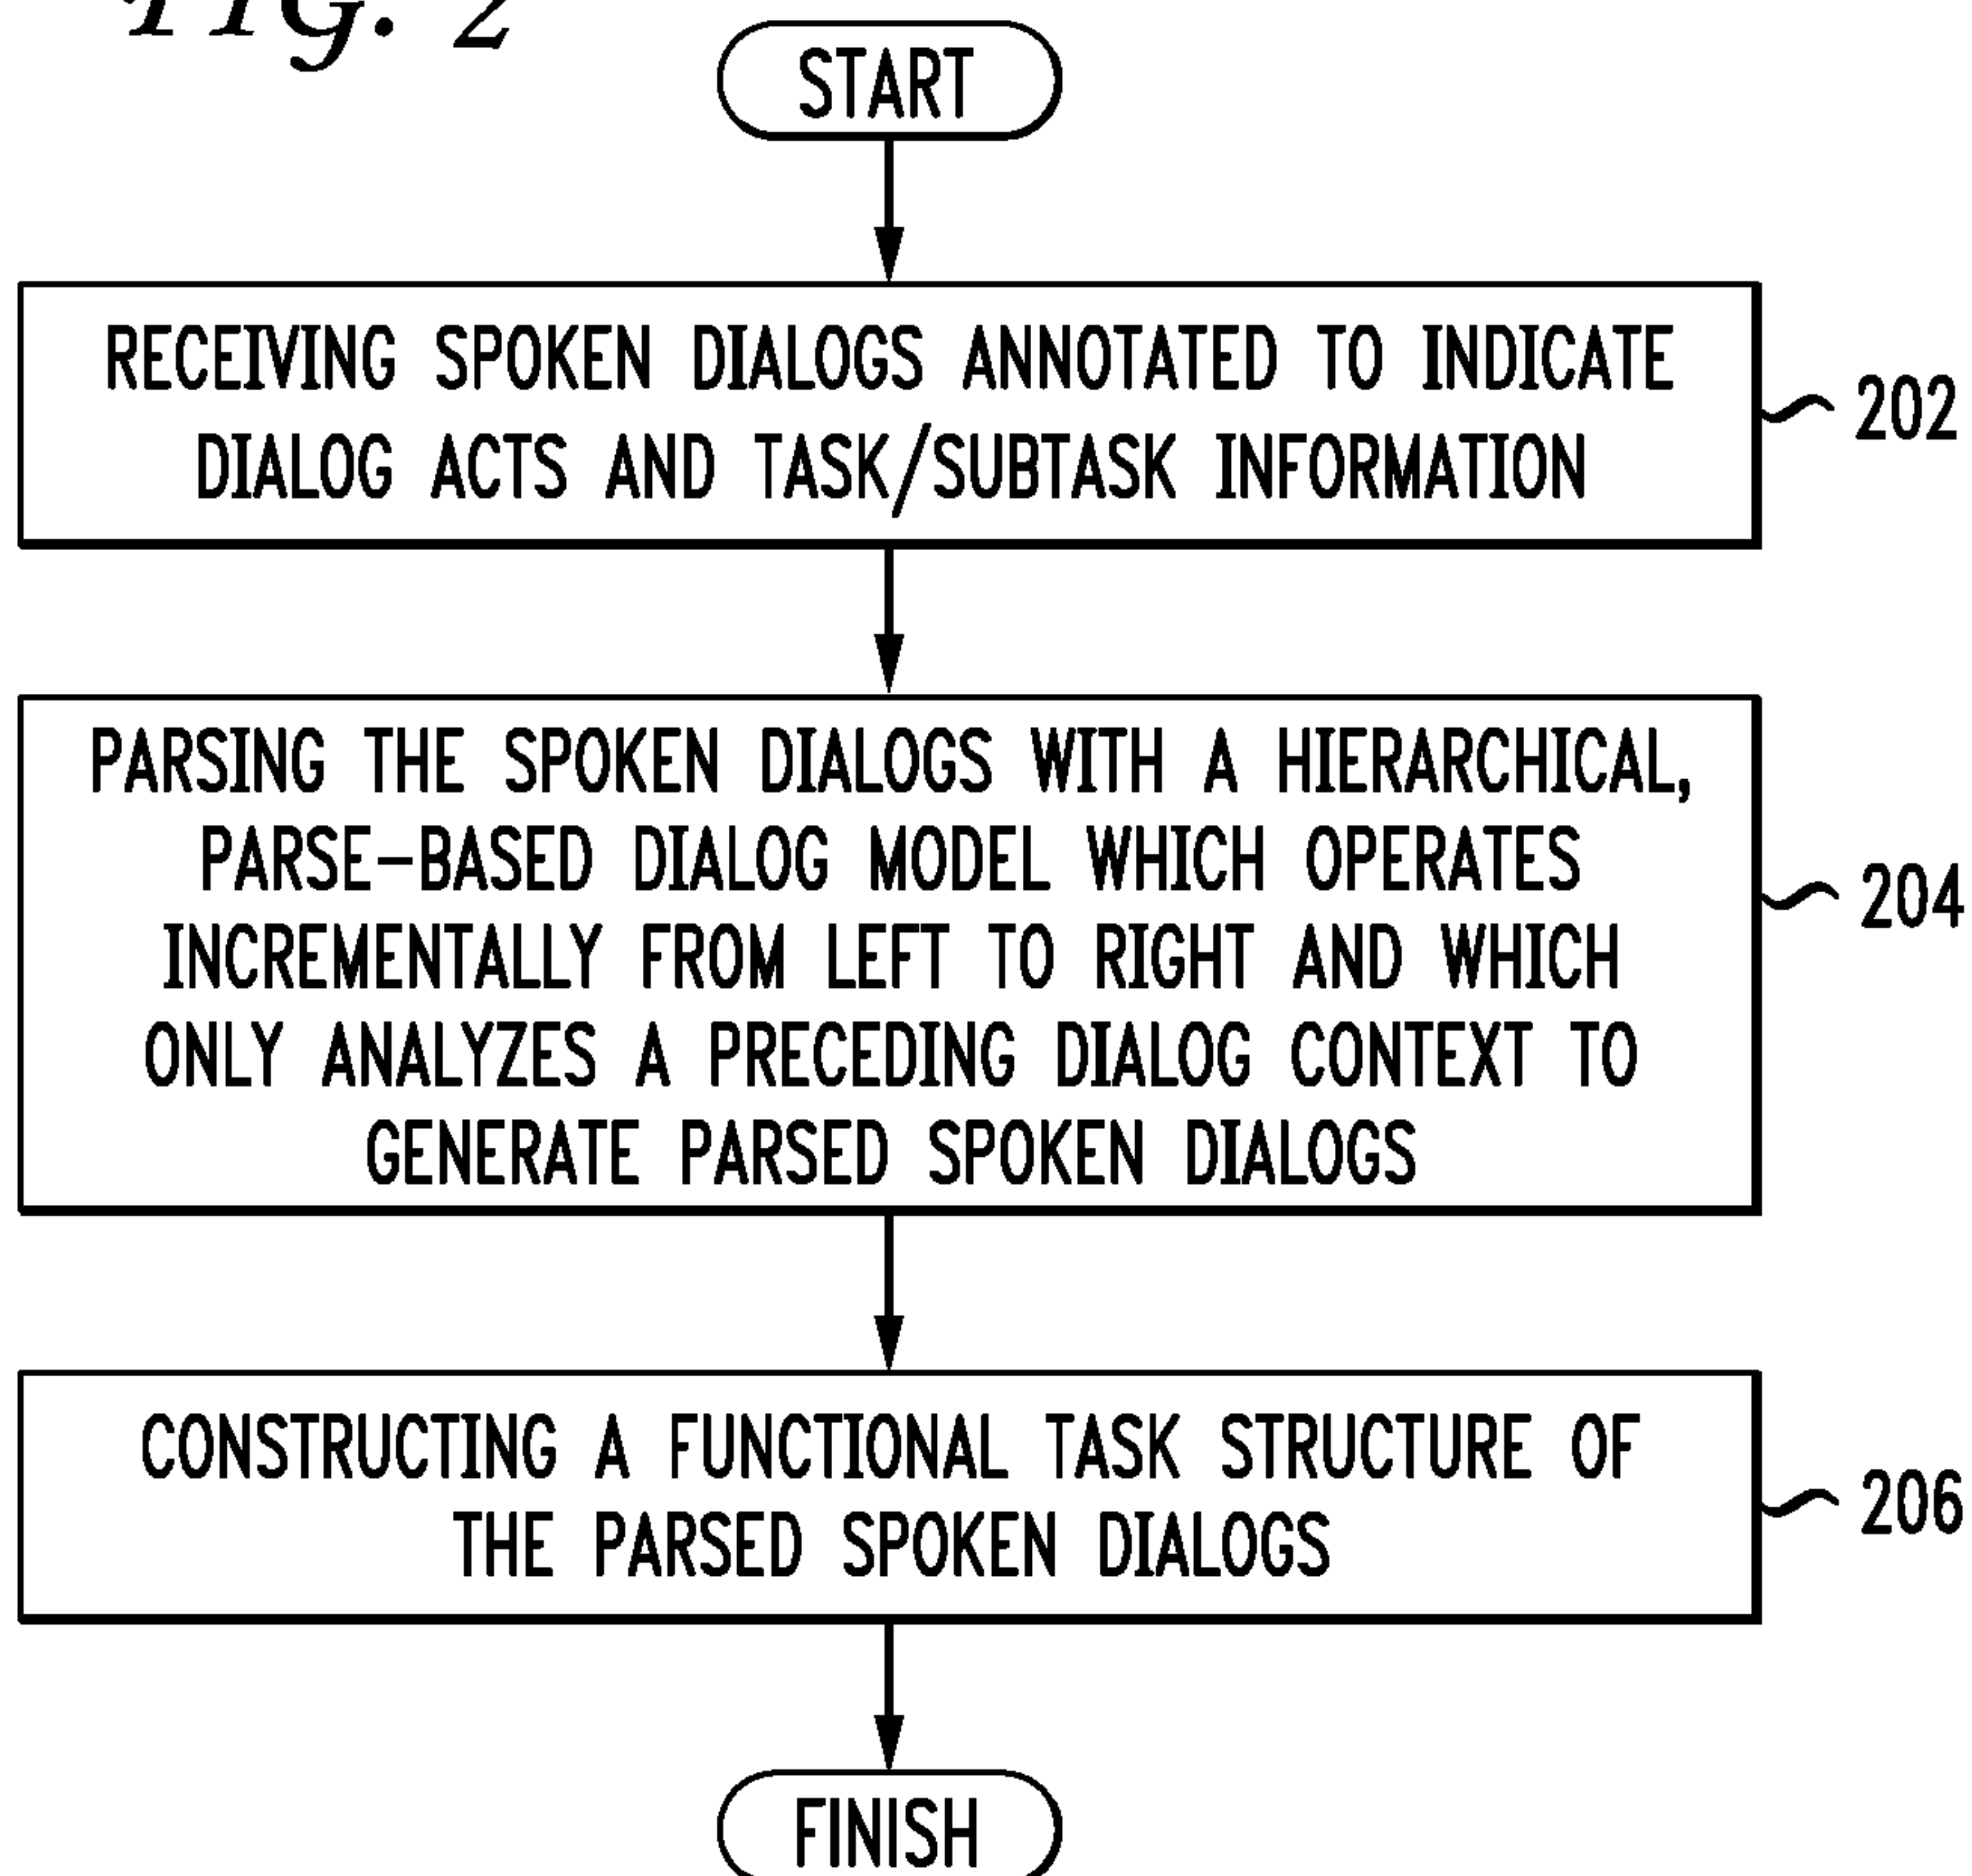 FIG. 2
START
RECEIVING SPOKEN DIALOGS ANNOTATED TO INDICATE
DIALOG ACTS AND TASK/SUBTASK INFORMATION
202
PARSING THE SPOKEN DIALOGS WITH A HIERARCHICAL,
PARSE-BASED DIALOG MODEL WHICH OPERATES
INCREMENTALLY FROM LEFT TO RIGHT AND WHICH
ONLY ANALYZES A PRECEDING DIALOG CONTEXT TO
GENERATE PARSED SPOKEN DIALOGS
204
CONSTRUCTING A FUNCTIONAL TASK STRUCTURE OF
THE PARSED SPOKEN DIALOGS
206
FINISH